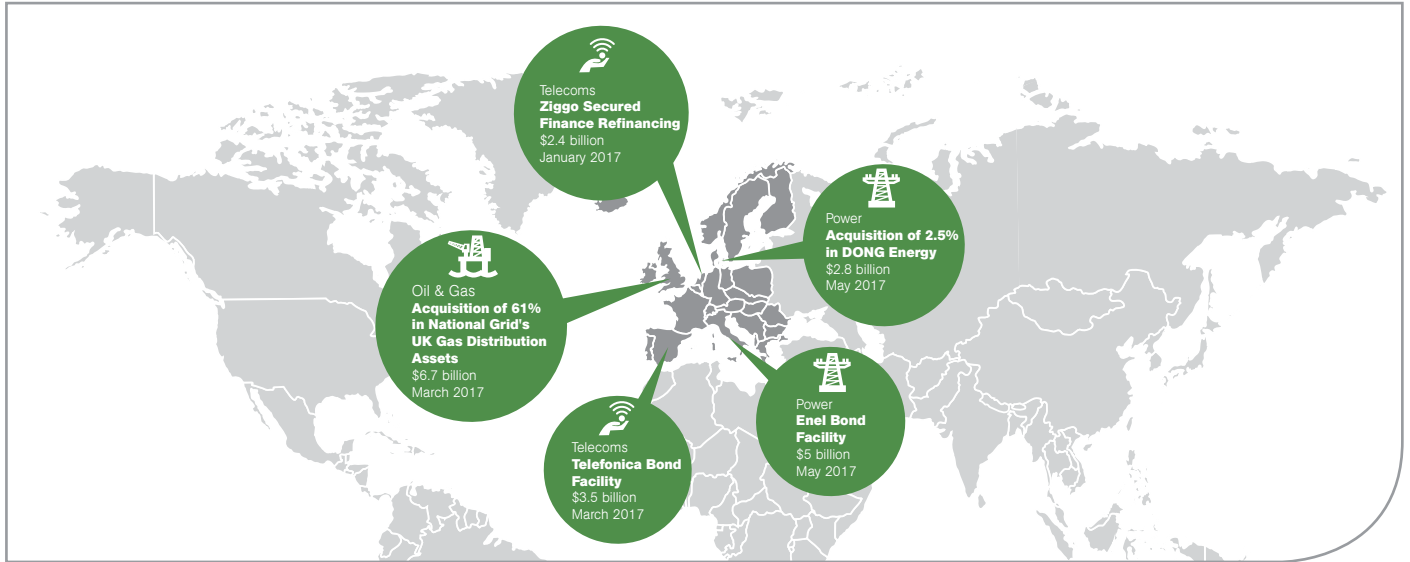 Telecoms
Ziggo Secured
Finance Refinancing
$2.4 billion
January 2017
Power
Acquisition of 2.5%
in DONG Energy
$2.8 billion
May 2017
Oil & Gas
Acquisition of 61%
in National Grid's
UK Gas Distribution
Assets
$6.7 billion
March 2017
Power
Enel Bond
Facility
$5 billion
May 2017
Telecoms
Telefonica Bond
Facility
$3.5 billion
March 2017